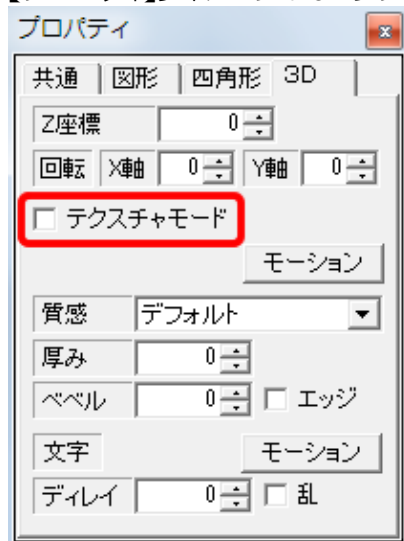 プロパティ
共通 図形 四角形 3D
Z座標 0
回転 X軸 0 Y軸 0
テクスチャモード
モーション
質感 デフォルト
厚み 0
ベベル 0 エッジ
文字 モーション
ディレイ 0 乱